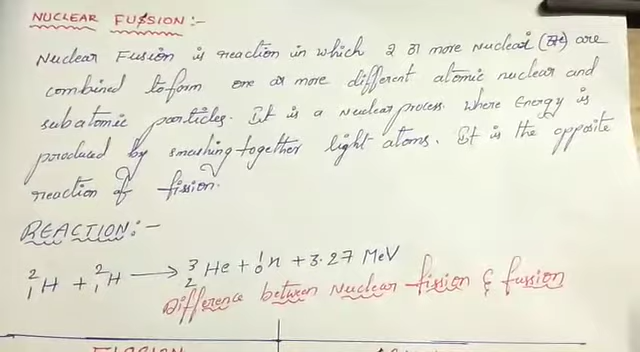 NUCLEAR FUSSION :-
Nuclear Fusion is reaction in which 2 or more nuclei are
combined to form one or more different atomic nuclear and
subatomic particles. It is a nuclear process. Where Energy is
produced by smashing together light atoms. It is the opposite
reaction of fission.
REACTION :-
²₁H + ²₁H → ³₂He + ¹₀n + 3.27 MeV
Difference between Nuclear fission & fussion